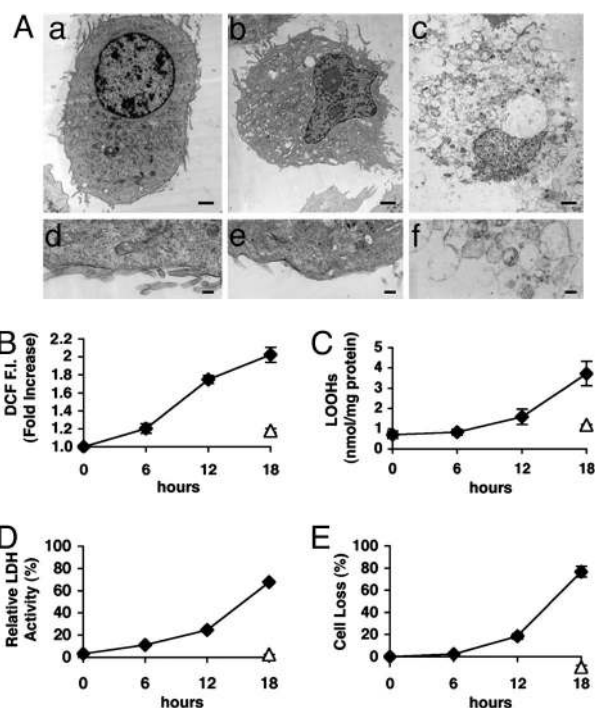 A
a
b
c
d
e
f
B
DCF F.I.
(Fold Increase)
2.2
2
1.8
1.6
1.4
1.2
1.0
0
6
12
18
hours
C
LOOHs
(nmol/mg protein)
5
4
3
2
1
0
0
6
12
18
hours
D
Relative LDH
Activity (%)
100
80
60
40
20
0
0
6
12
18
hours
E
Cell Loss (%)
100
80
60
40
20
0
0
6
12
18
hours